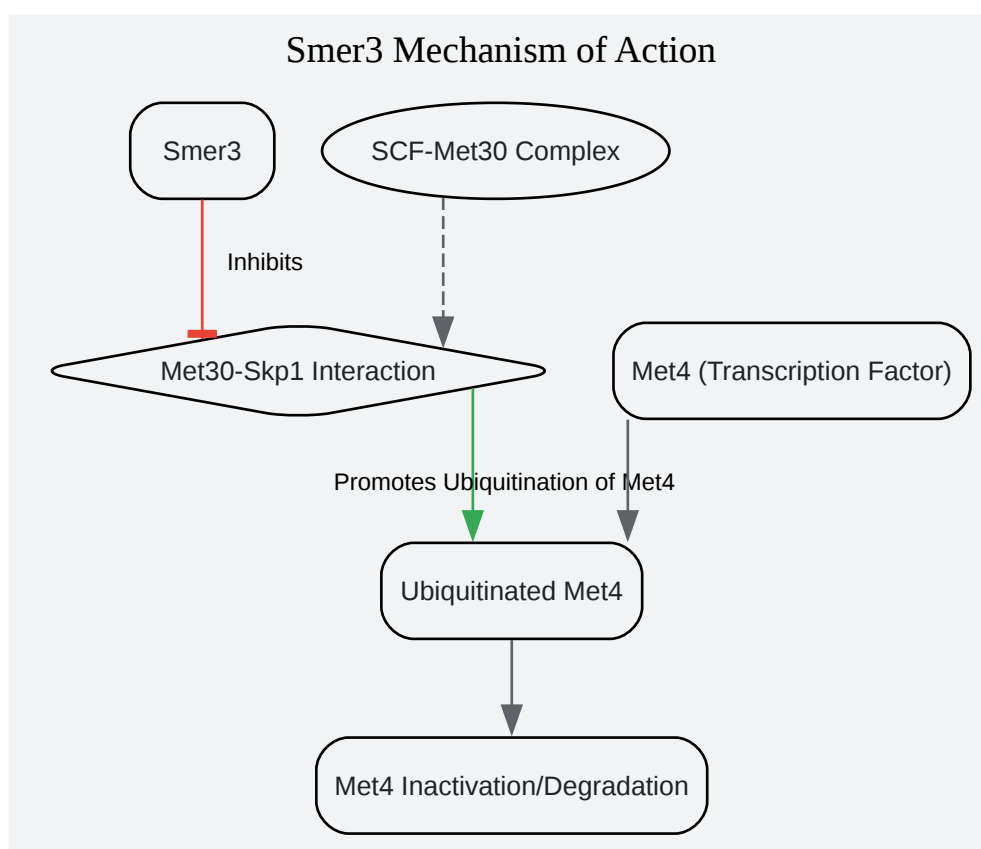 Smer3 Mechanism of Action
Smer3
SCF-Met30 Complex
Inhibits
Met30-Skp1 Interaction
Met4 (Transcription Factor)
Promotes Ubiquitination of Met4
Ubiquitinated Met4
Met4 Inactivation/Degradation